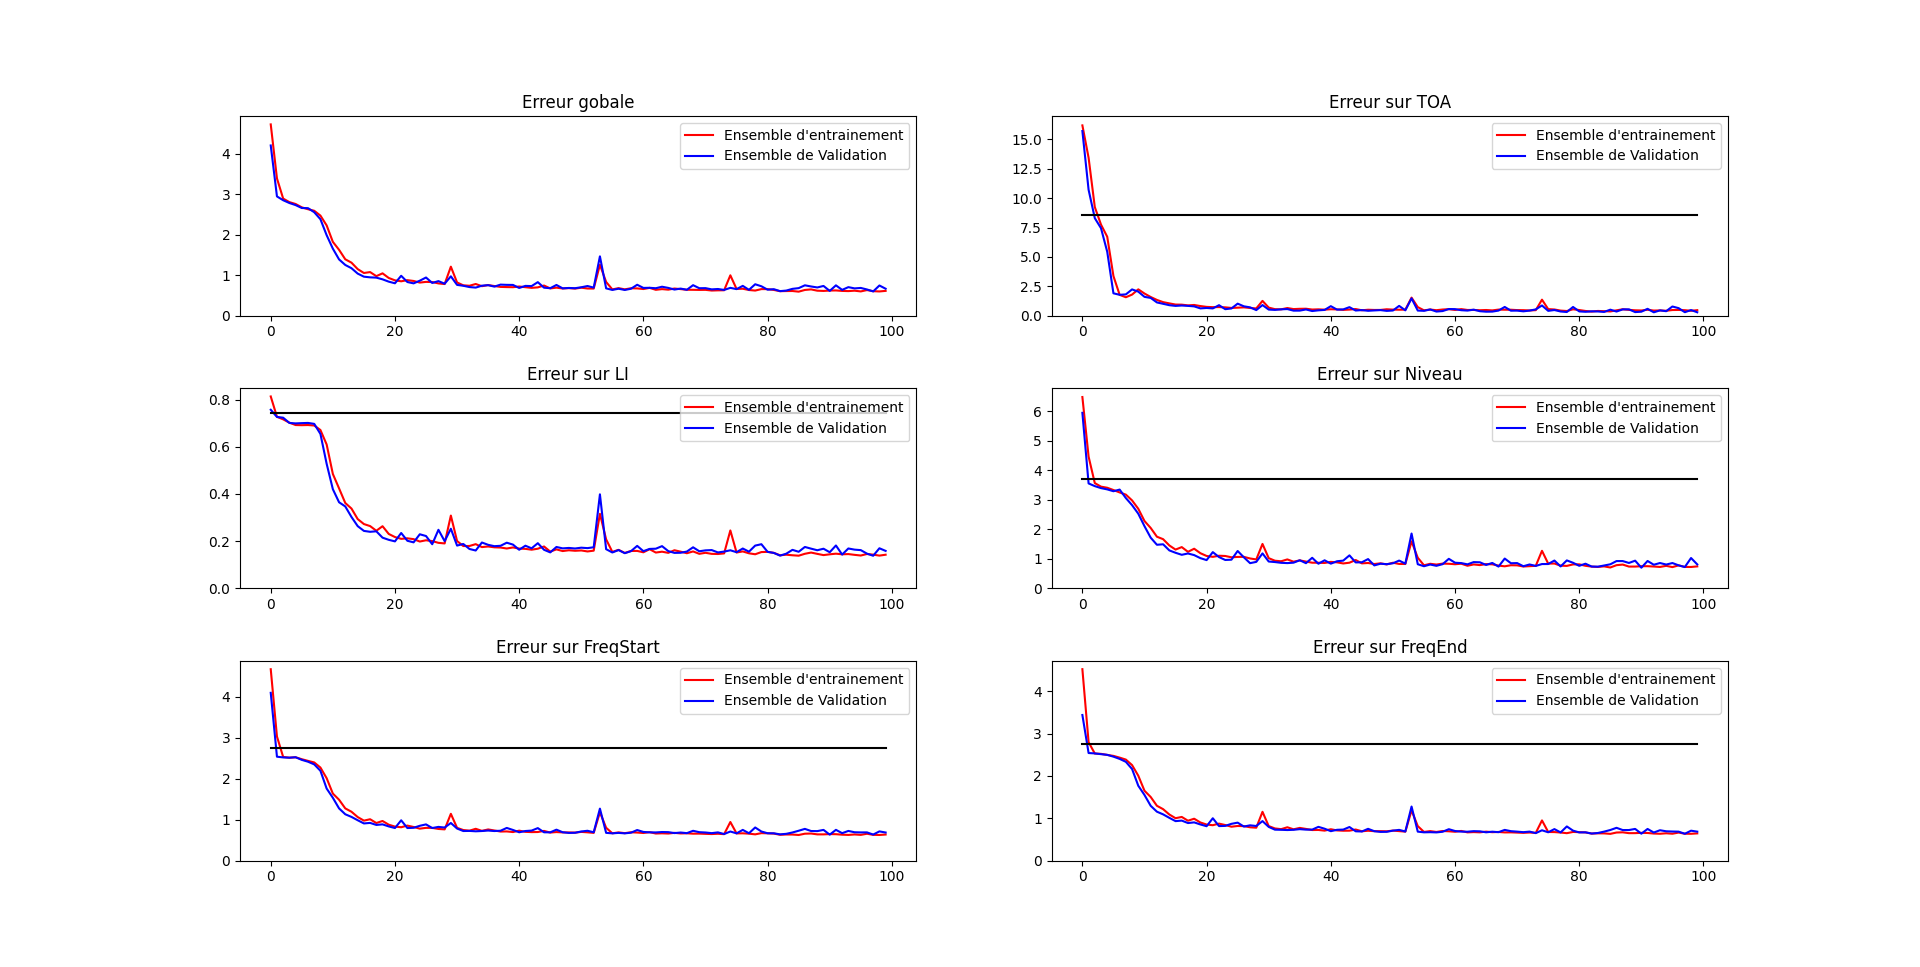 Erreur gobale
Ensemble d'entrainement
Ensemble de Validation
4
3
2
1
0
0 20 40 60 80 100
Erreur sur TOA
Ensemble d'entrainement
Ensemble de Validation
15.0
12.5
10.0
7.5
5.0
2.5
0.0
0 20 40 60 80 100
Erreur sur LI
Ensemble d'entrainement
Ensemble de Validation
0.8
0.6
0.4
0.2
0.0
0 20 40 60 80 100
Erreur sur Niveau
Ensemble d'entrainement
Ensemble de Validation
6
5
4
3
2
1
0
0 20 40 60 80 100
Erreur sur FreqStart
Ensemble d'entrainement
Ensemble de Validation
4
3
2
1
0
0 20 40 60 80 100
Erreur sur FreqEnd
Ensemble d'entrainement
Ensemble de Validation
4
3
2
1
0
0 20 40 60 80 100